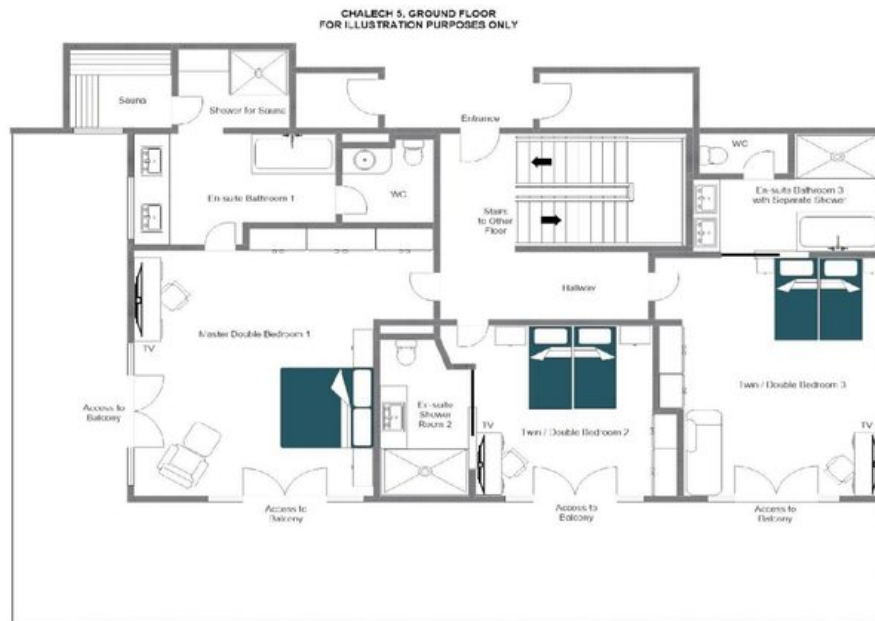 CHALECH 5, GROUND FLOOR
FOR ILLUSTRATION PURPOSES ONLY
Sauna
Shower for Sauna
Entrance
WC
En-suite Bathroom 1
WC
Stairs
to Other
Floor
En-suite Bathroom 3
with Separate Shower
Hallway
Master Double Bedroom 1
TV
Access to
Balcony
En-suite
Shower
Room 2
Twin / Double Bedroom 2
TV
Twin / Double Bedroom 3
TV
Access to
Balcony
Access to
Balcony
Access to
Balcony